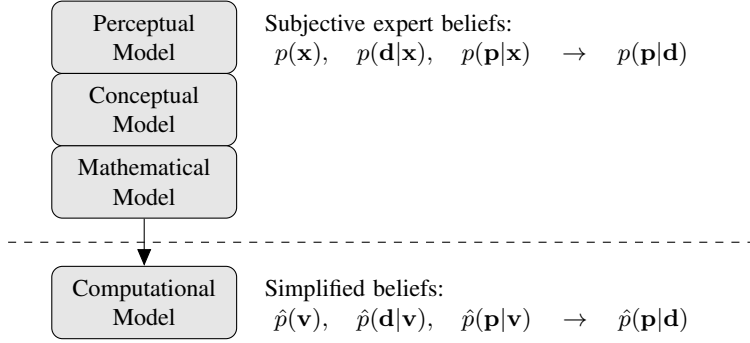 Perceptual
Model
Subjective expert beliefs:
p(x), p(d|x), p(p|x) → p(p|d)
Conceptual
Model
Mathematical
Model
Computational
Model
Simplified beliefs:
p̂(v), p̂(d|v), p̂(p|v) → p̂(p|d)